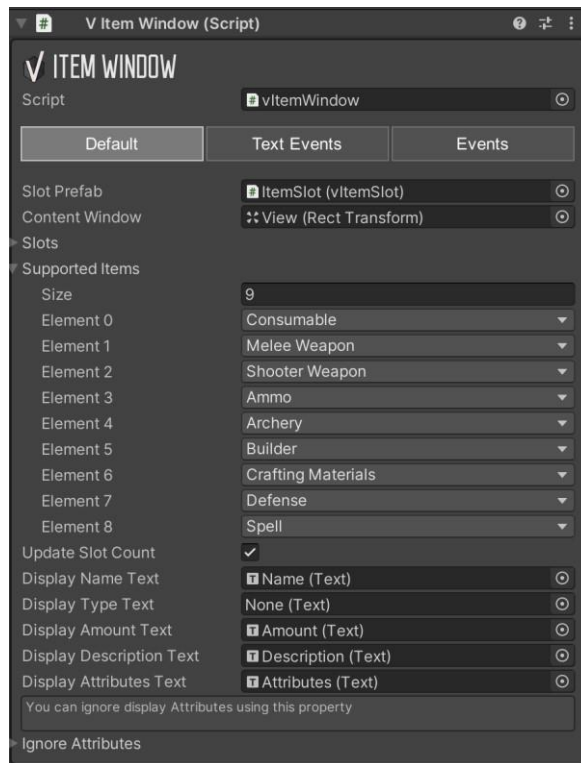 V Item Window (Script)
ITEM WINDOW
Script vItemWindow
Default Text Events Events
Slot Prefab ItemSlot (vItemSlot)
Content Window View (Rect Transform)
Slots
Supported Items
Size 9
Element 0 Consumable
Element 1 Melee Weapon
Element 2 Shooter Weapon
Element 3 Ammo
Element 4 Archery
Element 5 Builder
Element 6 Crafting Materials
Element 7 Defense
Element 8 Spell
Update Slot Count
Display Name Text Name (Text)
Display Type Text None (Text)
Display Amount Text Amount (Text)
Display Description Text Description (Text)
Display Attributes Text Attributes (Text)
You can ignore display Attributes using this property
Ignore Attributes